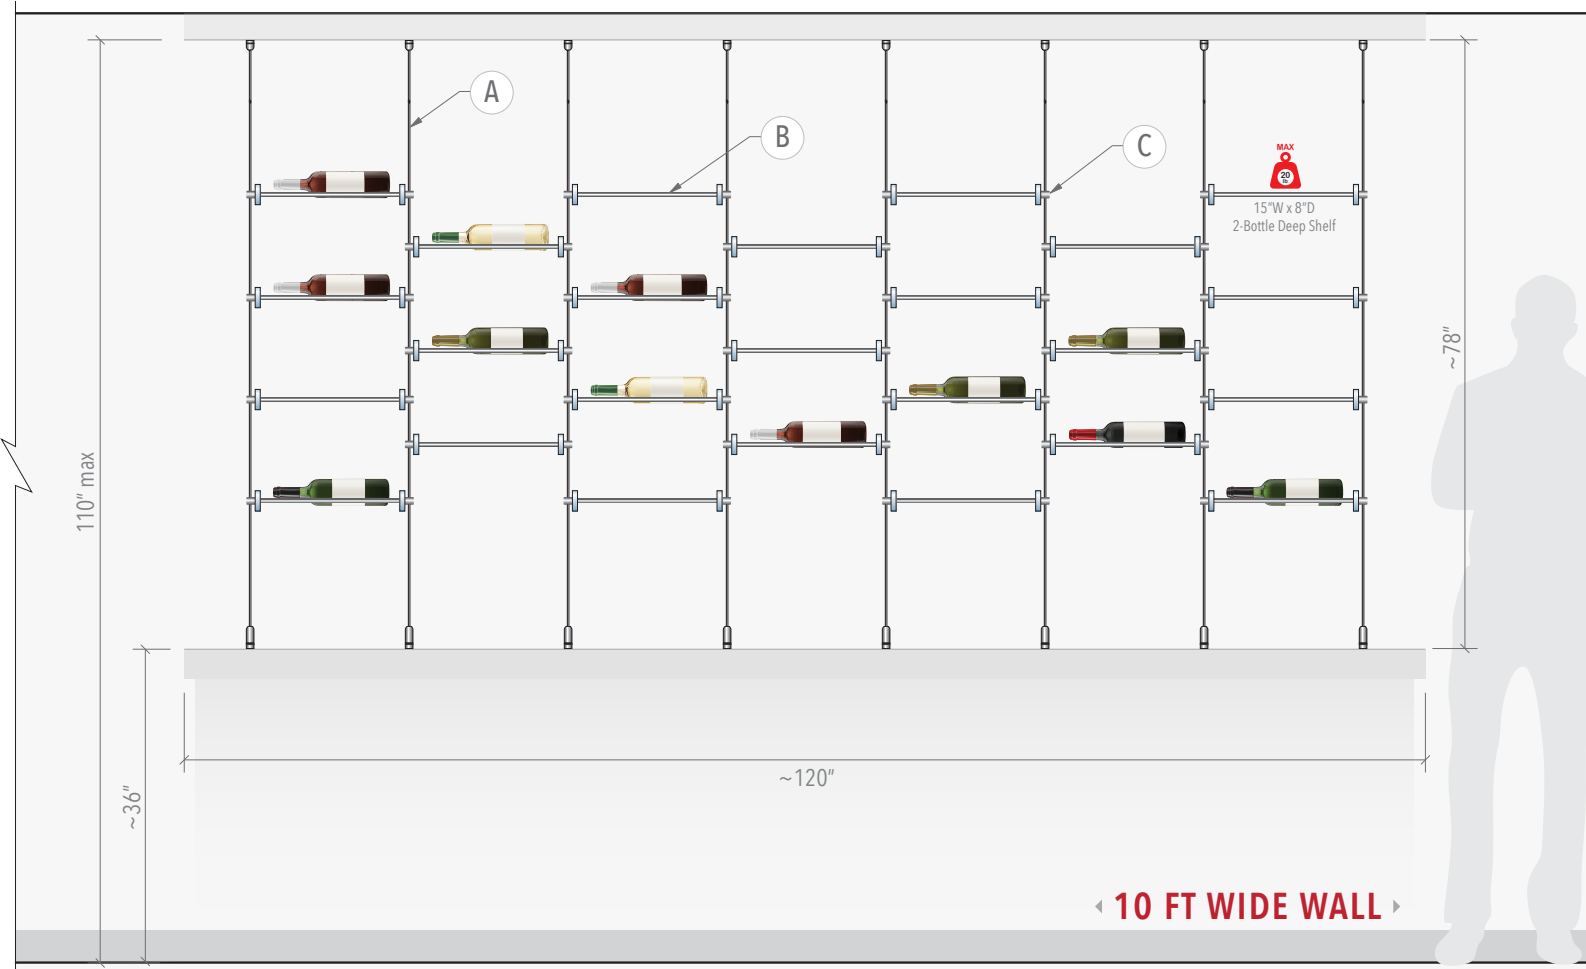 A
B
C
MAX
20
lb
15"W x 8"D
2-Bottle Deep Shelf
~78"
110" max
~120"
~36"
10 FT WIDE WALL